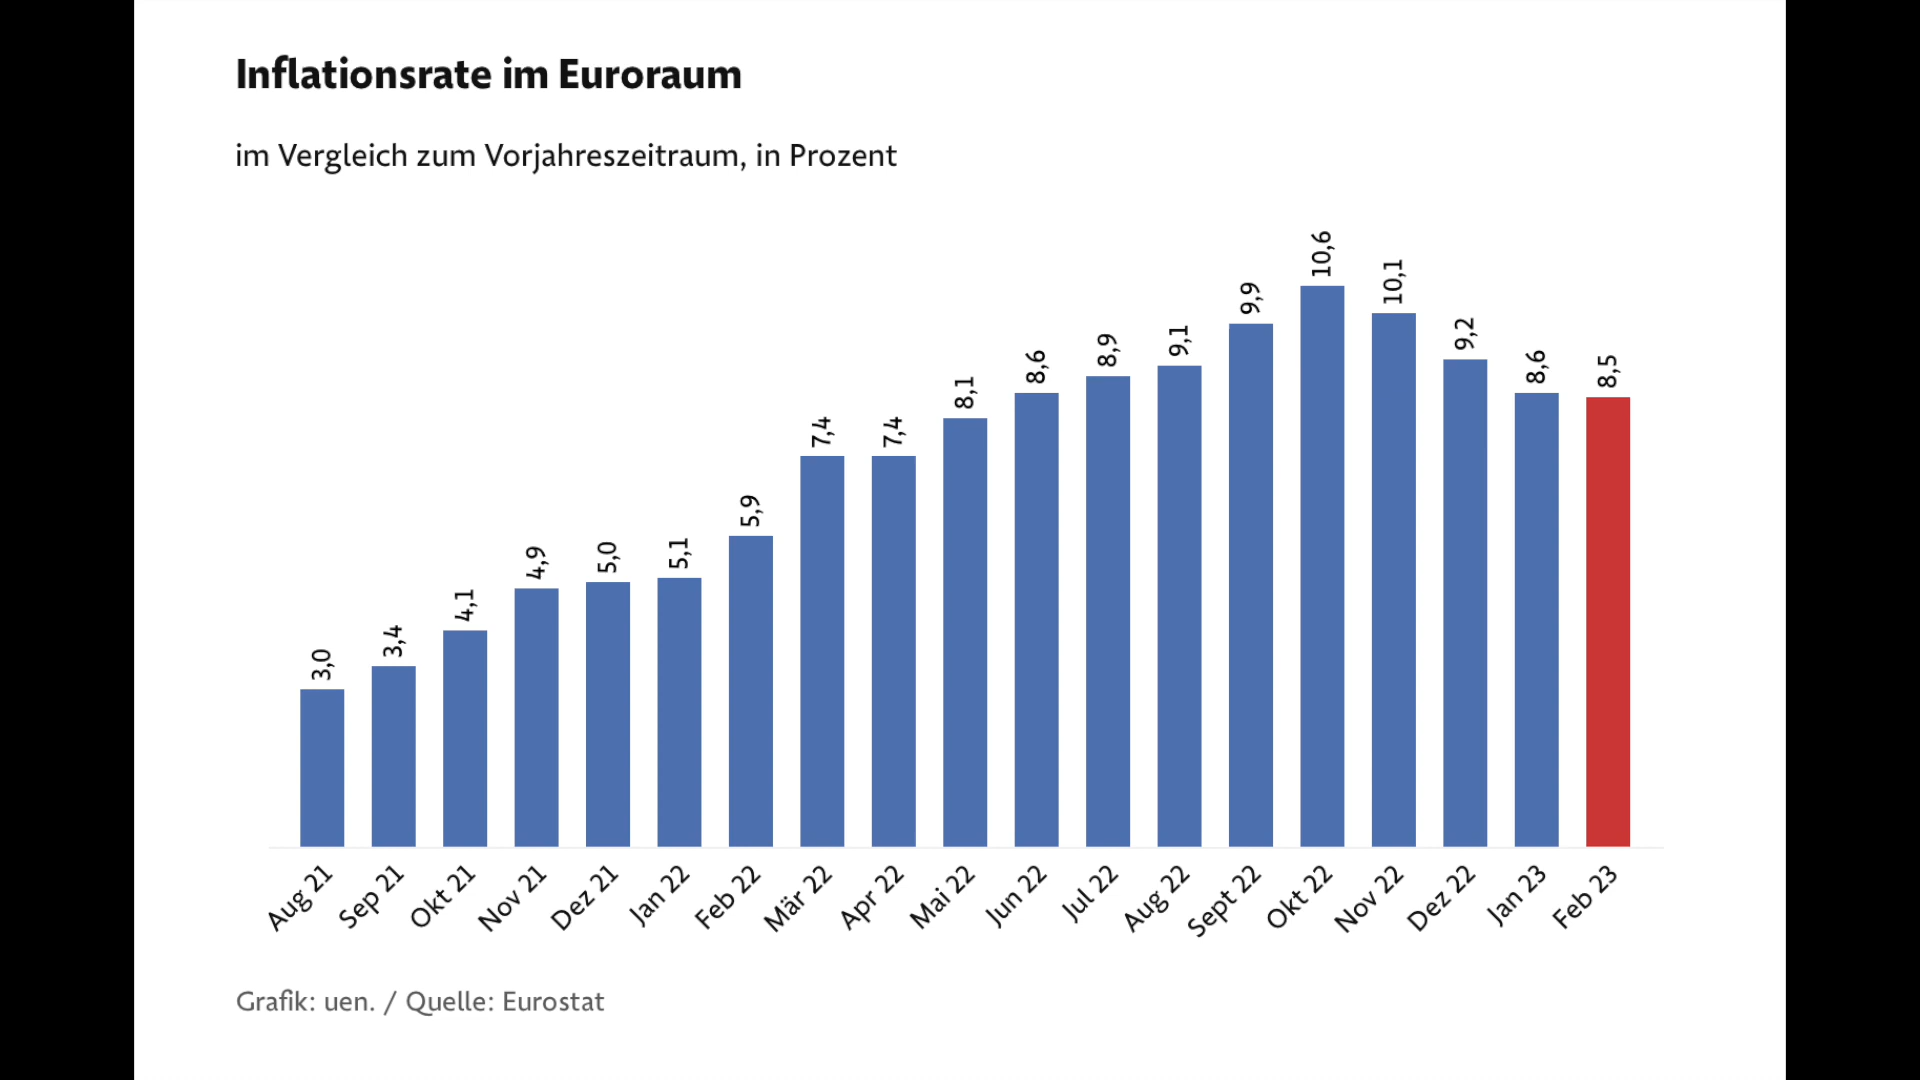 Inflationsrate im Euroraum
im Vergleich zum Vorjahreszeitraum, in Prozent
3,0
3,4
4,1
4,9
5,0
5,1
5,9
7,4
7,4
8,1
8,6
8,9
9,1
9,9
10,6
10,1
9,2
8,6
8,5
Aug 21
Sep 21
Okt 21
Nov 21
Dez 21
Jan 22
Feb 22
Mär 22
Apr 22
Mai 22
Jun 22
Jul 22
Aug 22
Sept 22
Okt 22
Nov 22
Dez 22
Jan 23
Feb 23
Grafik: uen. / Quelle: Eurostat